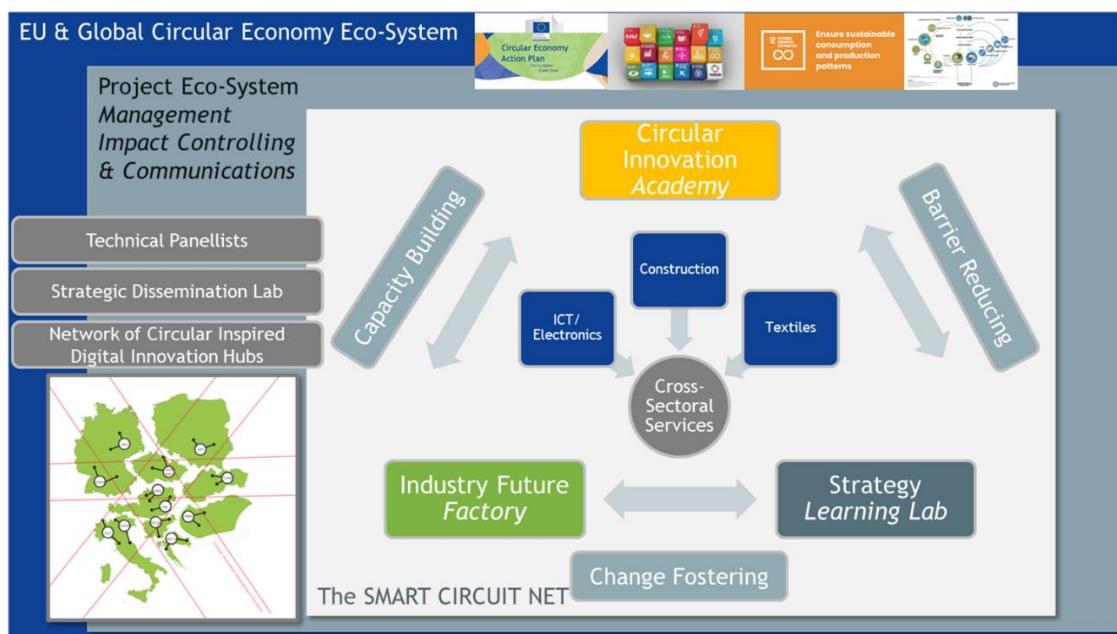 EU & Global Circular Economy Eco-System
Circular Economy
Action Plan
Ensure sustainable
consumption
and production
patterns
Project Eco-System
Management
Impact Controlling
& Communications
Technical Panellists
Strategic Dissemination Lab
Network of Circular Inspired
Digital Innovation Hubs
Circular
Innovation
Academy
Capacity Building
Barrier Reducing
Construction
ICT/
Electronics
Textiles
Cross-
Sectoral
Services
Industry Future
Factory
Strategy
Learning Lab
Change Fostering
The SMART CIRCUIT NET